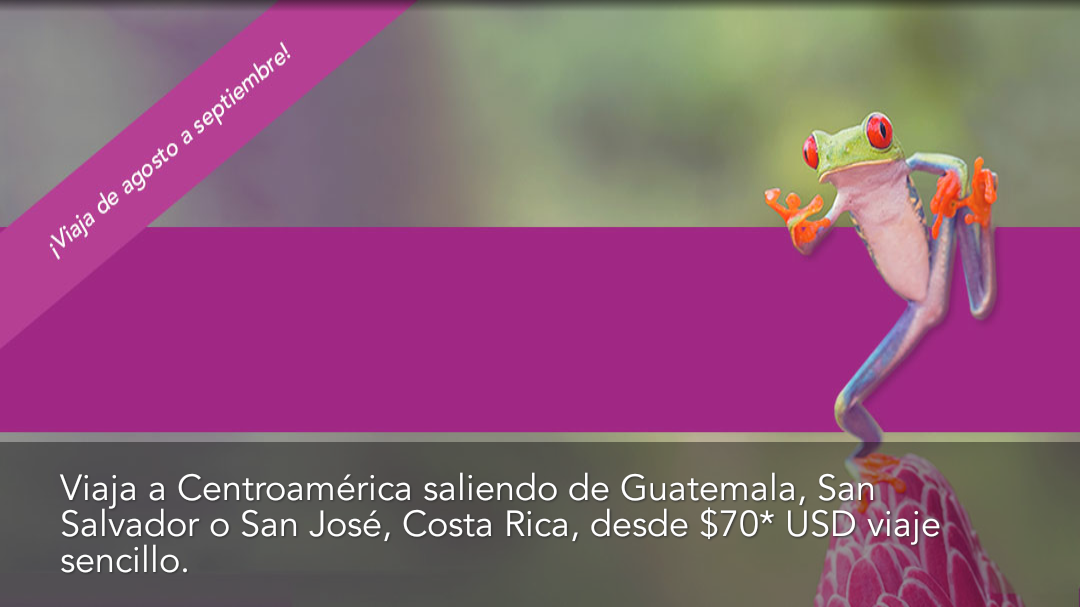 ¡Viaja de agosto a septiembre!
Viaja a Centroamérica saliendo de Guatemala, San
Salvador o San José, Costa Rica, desde $70* USD viaje
sencillo.